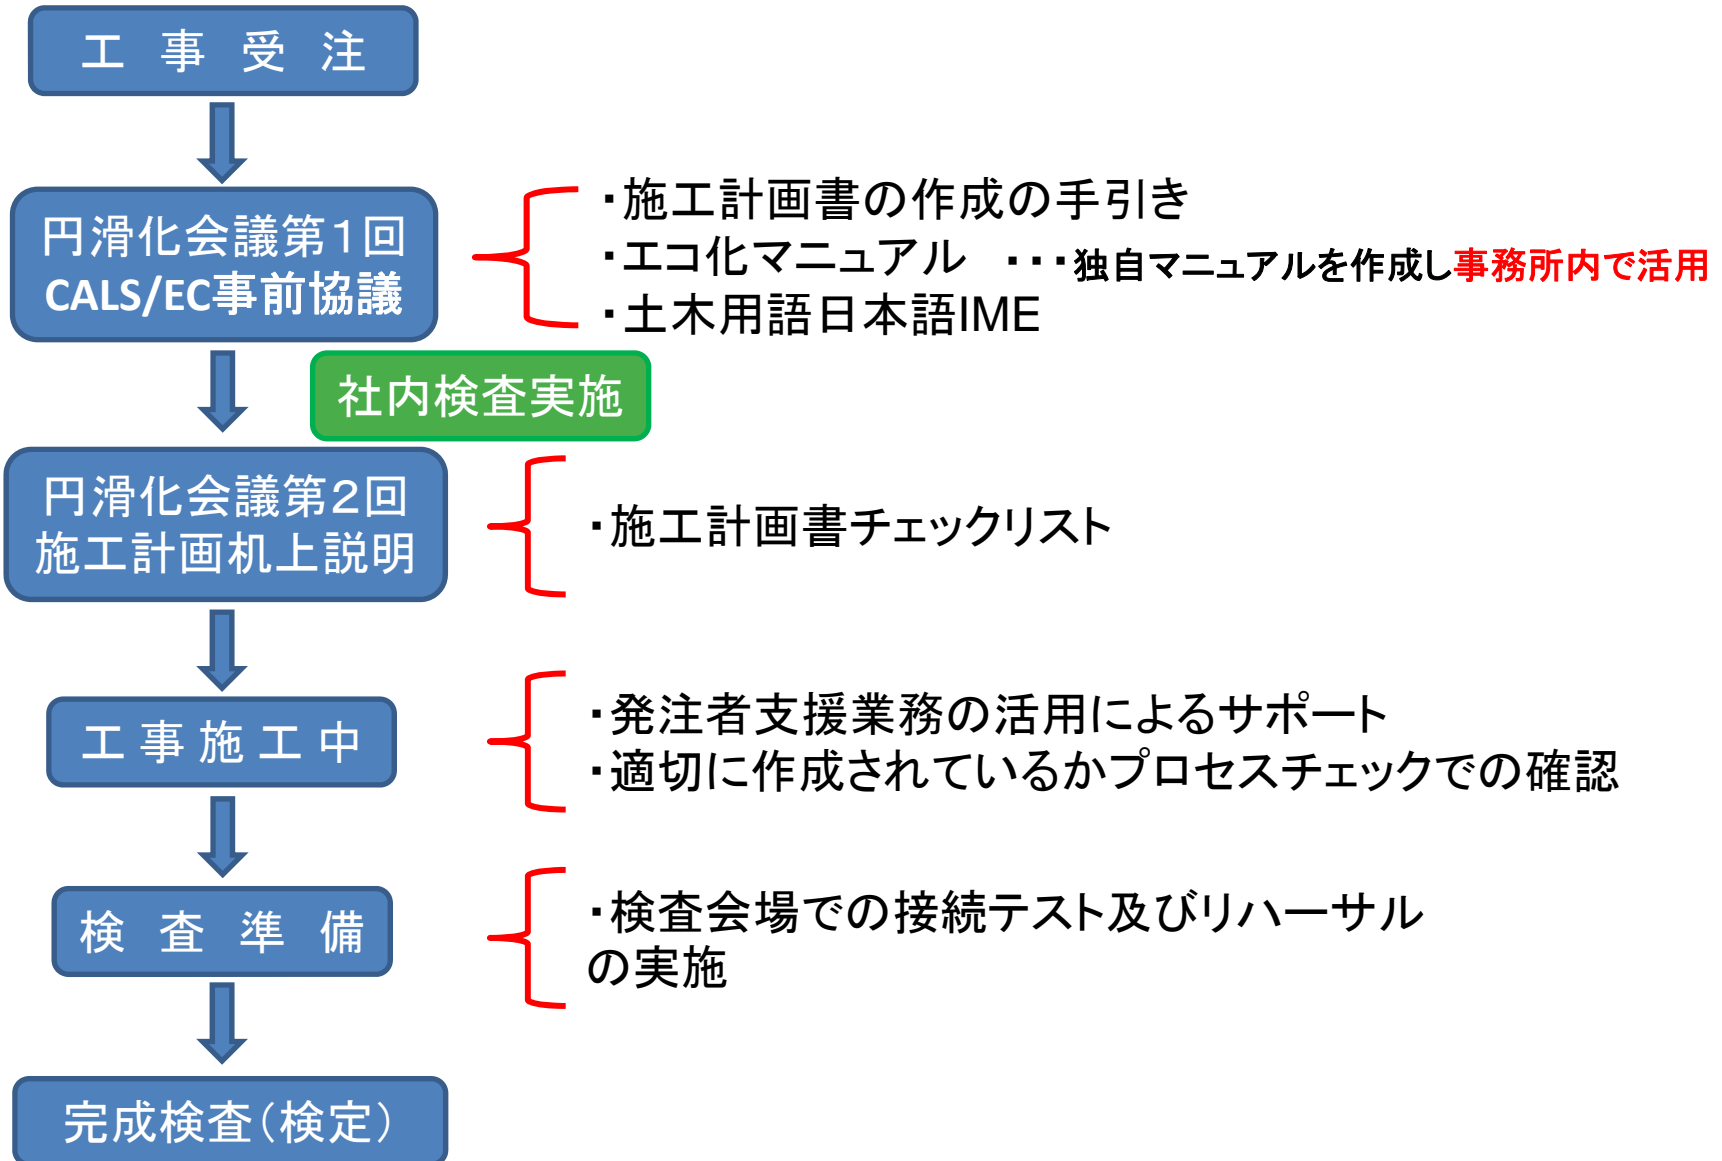 工事受注
円滑化会議第1回
CALS/EC事前協議
・施工計画書の作成の手引き
・エコ化マニュアル ・・・独自マニュアルを作成し事務所内で活用
・土木用語日本語IME
社内検査実施
円滑化会議第2回
施工計画机上説明
・施工計画書チェックリスト
工事施工中
・発注者支援業務の活用によるサポート
・適切に作成されているかプロセスチェックでの確認
検査準備
・検査会場での接続テスト及びリハーサル
の実施
完成検査(検定)